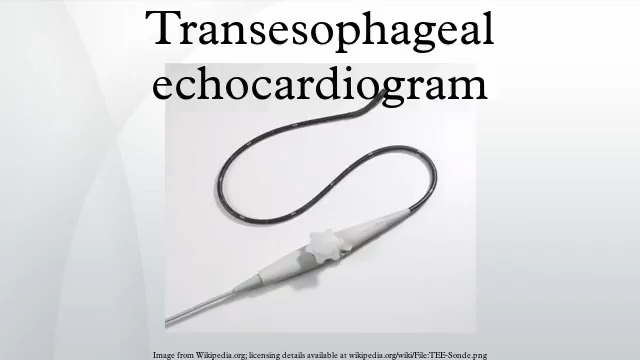 Transesophageal
echocardiogram
Image from Wikipedia.org; licensing details available at wikipedia.org/wiki/File:TEE-Sonde.png